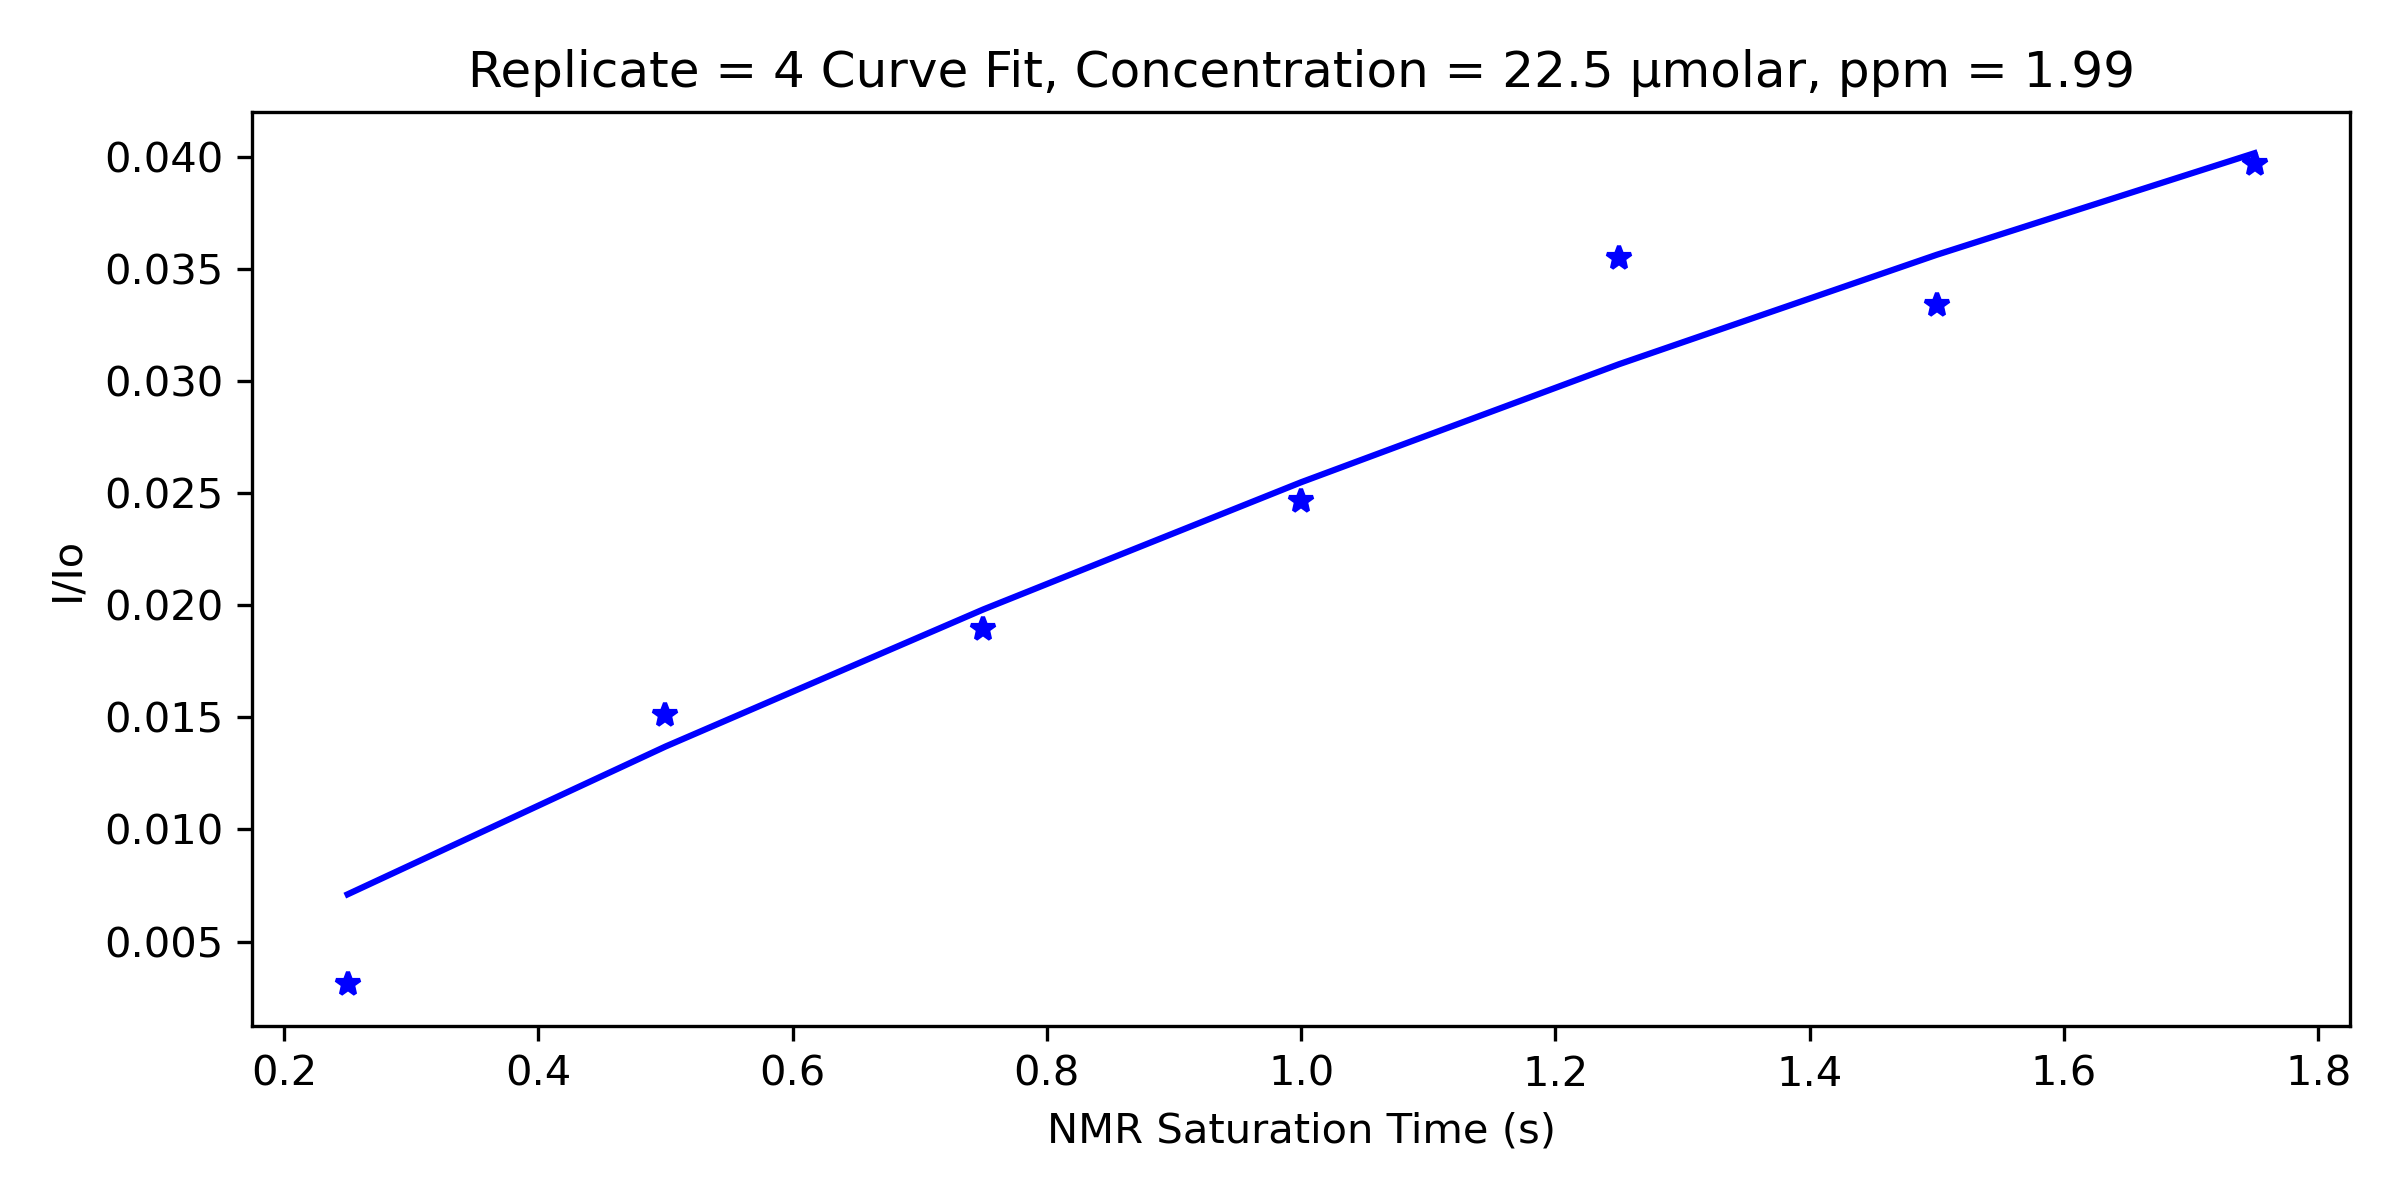 Replicate = 4 Curve Fit, Concentration = 22.5 µmolar, ppm = 1.99
0.040
0.035
0.030
0.025
0.020
0.015
0.010
0.005
I/Io
0.2 0.4 0.6 0.8 1.0 1.2 1.4 1.6 1.8
NMR Saturation Time (s)